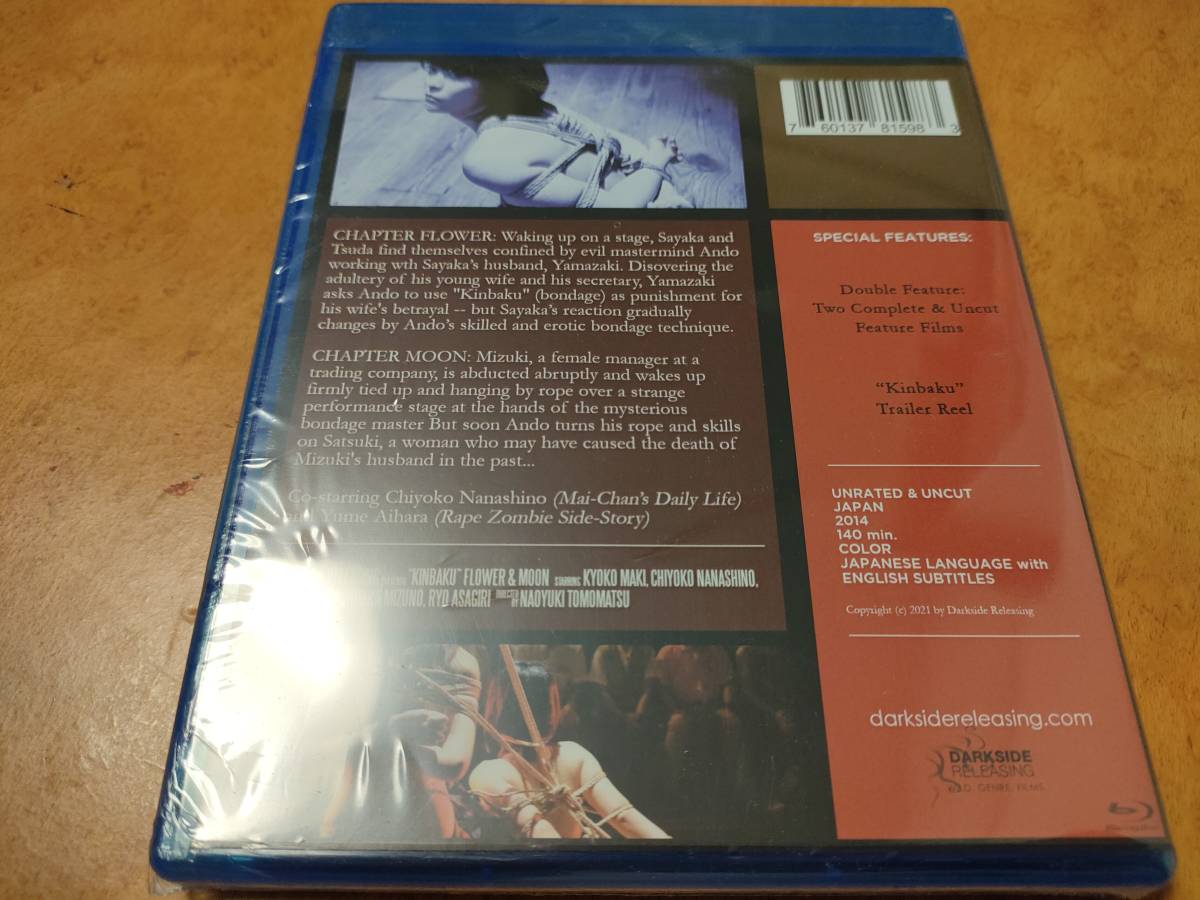 7 60137 81598 3
CHAPTER FLOWER: Waking up on a stage, Sayaka and
Tsuda find themselves confined by evil mastermind Ando
working wth Sayaka's husband, Yamazaki. Disovering the
adultery of his young wife and his secretary, Yamazaki
asks Ando to use "Kinbaku" (bondage) as punishment for
his wife's betrayal -- but Sayaka's reaction gradually
changes by Ando's skilled and erotic bondage technique.
CHAPTER MOON: Mizuki, a female manager at a
trading company, is abducted abruptly and wakes up
firmly tied up and hanging by rope over a strange
performance stage at the hands of the mysterious
bondage master But soon Ando turns his rope and skills
on Satsuki, a woman who may have caused the death of
Mizuki's husband in the past...
Co-starring Chiyoko Nanashino (Mai-Chan's Daily Life)
and Yume Aihara (Rape Zombie Side-Story)
"KINBAKU" FLOWER & MOON STARRING KYOKO MAKI, CHIYOKO NANASHINO,
MIZUNO, RYO ASAGIRI DIRECTED BY NAOYUKI TOMOMATSU
SPECIAL FEATURES:
Double Feature:
Two Complete & Uncut
Feature Films
"Kinbaku"
Trailer Reel
UNRATED & UNCUT
JAPAN
2014
140 min.
COLOR
JAPANESE LANGUAGE with
ENGLISH SUBTITLES
Copyright (c) 2021 by Darkside Releasing
darksidereleasing.com
DARKSIDE
RELEASING
GENRE FILMS